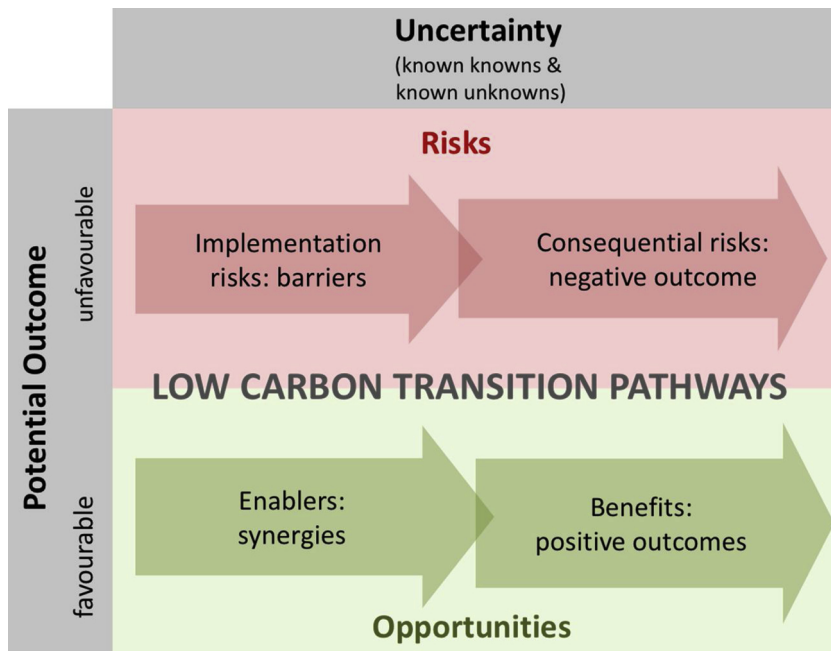 Uncertainty
(known knowns &
known unknowns)
Risks
Potential Outcome
unfavourable
Implementation
risks: barriers
Consequential risks:
negative outcome
LOW CARBON TRANSITION PATHWAYS
favourable
Enablers:
synergies
Benefits:
positive outcomes
Opportunities